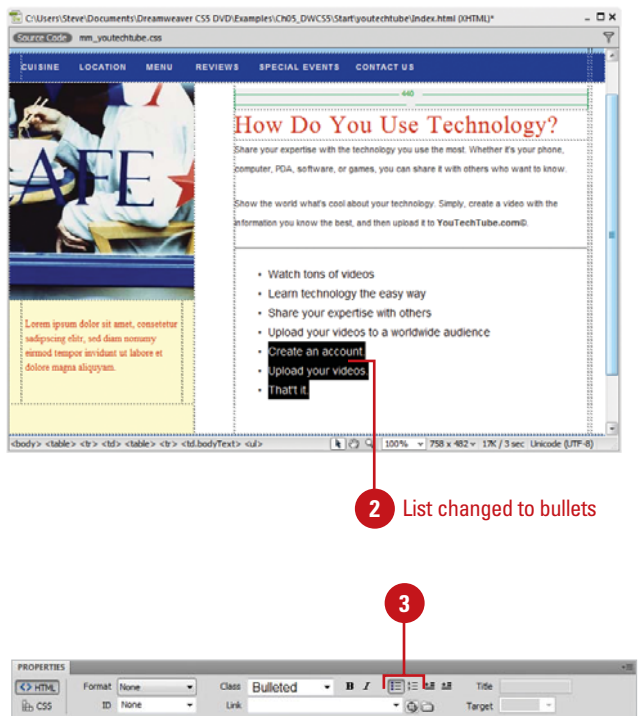 C:\Users\Steve\Documents\Dreamweaver CS5 DVD\Examples\Ch05_DWCS5\Start\youtechtube\Index.html (XHTML)*
Source Code mm_youtechtube.css
CUISINE LOCATION MENU REVIEWS SPECIAL EVENTS CONTACT US
440
How Do You Use Technology?
Share your expertise with the technology you use the most. Whether it's your phone,
computer, PDA, software, or games, you can share it with others who want to know.
Show the world what's cool about your technology. Simply, create a video with the
information you know the best, and then upload it to YouTechTube.com©.
AFE
• Watch tons of videos
• Learn technology the easy way
• Share your expertise with others
• Upload your videos to a worldwide audience
• Create an account.
• Upload your videos.
• That't it.
Lorem ipsum dolor sit amet, consetetur
sadipscing elitr, sed diam nonumy
eirmod tempor invidunt ut labore et
dolore magna aliquyam.
<body> <table> <tr> <td> <table> <tr> <td.bodyText> <ul> 100% 758 x 482 17K / 3 sec Unicode (UTF-8)
2 List changed to bullets
3
PROPERTIES
<> HTML Format None Class Bulleted B I Title
CSS ID None Link Target